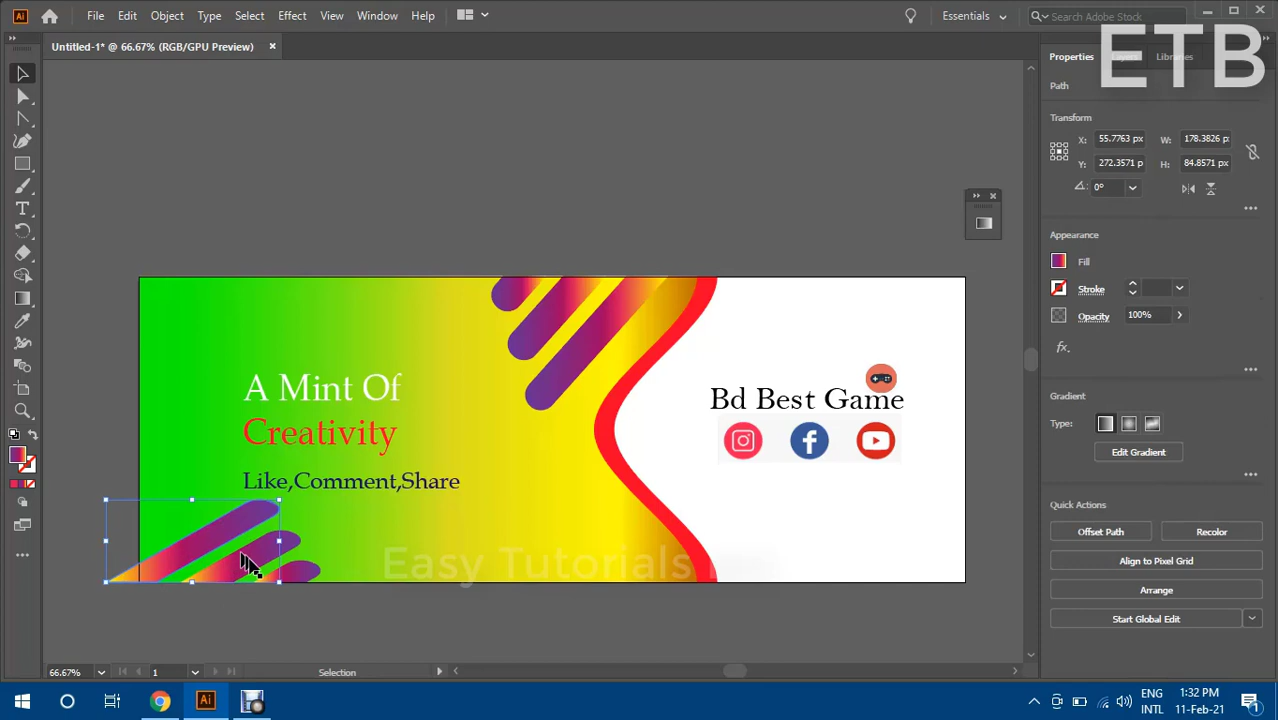 Ai
File Edit Object Type Select Effect View Window Help
Essentials
Search Adobe Stock
Untitled-1* @ 66.67% (RGB/GPU Preview)
ETB
Properties Layers Libraries
Path
Transform
X: 55.7763 px W: 178.3826 p
Y: 272.3571 p H: 84.8571 px
0°
Appearance
Fill
Stroke
Opacity 100%
fx.
Gradient
Type:
Edit Gradient
Quick Actions
Offset Path Recolor
Align to Pixel Grid
Arrange
Start Global Edit
A Mint Of
Creativity
Like,Comment,Share
Bd Best Game
Easy Tutorials
66.67% 1 Selection
Ai
ENG
INTL
1:32 PM
11-Feb-21
1